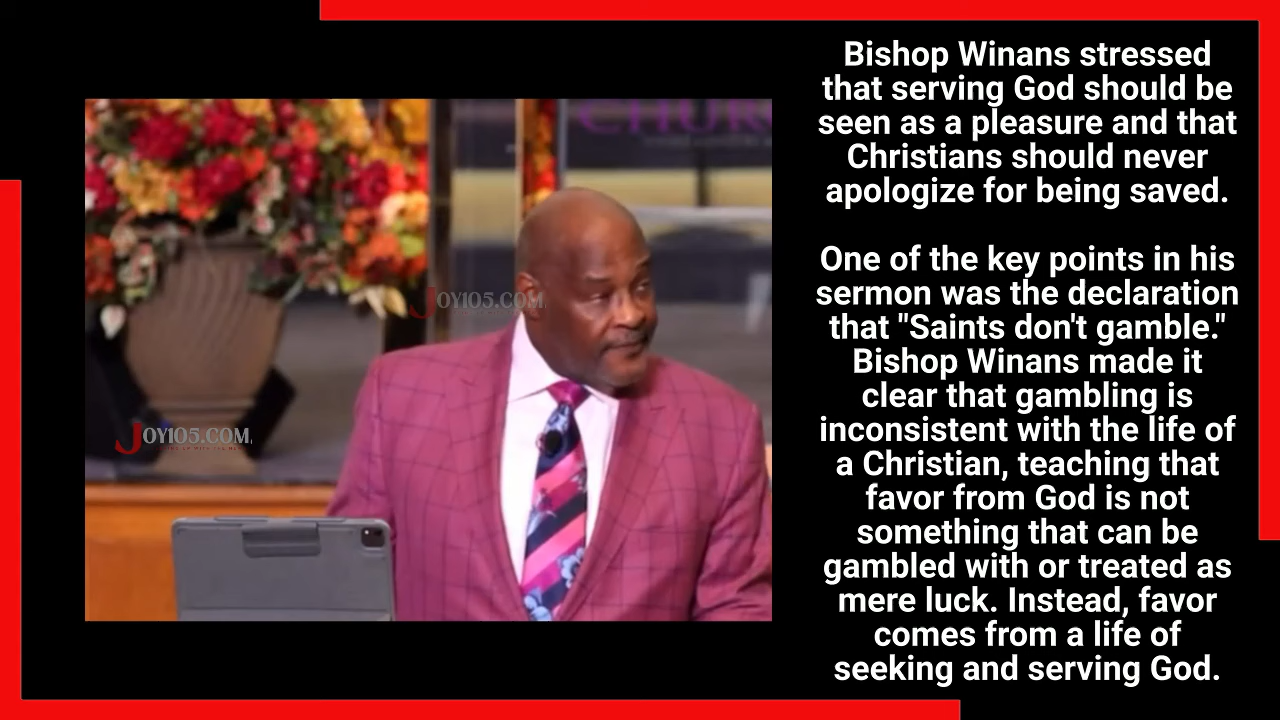 Bishop Winans stressed
that serving God should be
seen as a pleasure and that
Christians should never
apologize for being saved.
One of the key points in his
sermon was the declaration
that "Saints don't gamble."
Bishop Winans made it
clear that gambling is
inconsistent with the life of
a Christian, teaching that
favor from God is not
something that can be
gambled with or treated as
mere luck. Instead, favor
comes from a life of
seeking and serving God.
CHUR
JOY105.COM
JOY105.COM